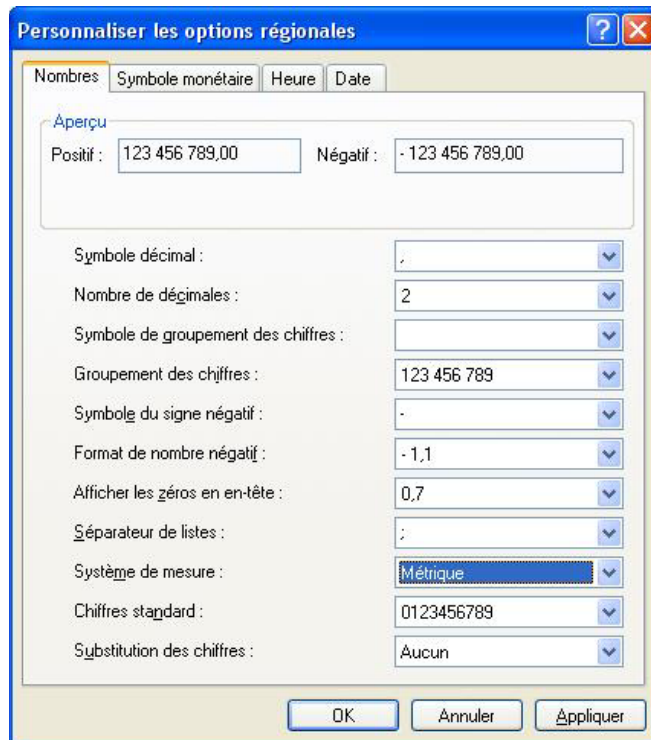 Personnaliser les options régionales
Nombres Symbole monétaire Heure Date
Aperçu
Positif : 123 456 789,00 Négatif : - 123 456 789,00
Symbole décimal : ,
Nombre de décimales : 2
Symbole de groupement des chiffres :
Groupement des chiffres : 123 456 789
Symbole du signe négatif : -
Format de nombre négatif : - 1,1
Afficher les zéros en en-tête : 0,7
Séparateur de listes : ;
Système de mesure : Métrique
Chiffres standard : 0123456789
Substitution des chiffres : Aucun
OK Annuler Appliquer